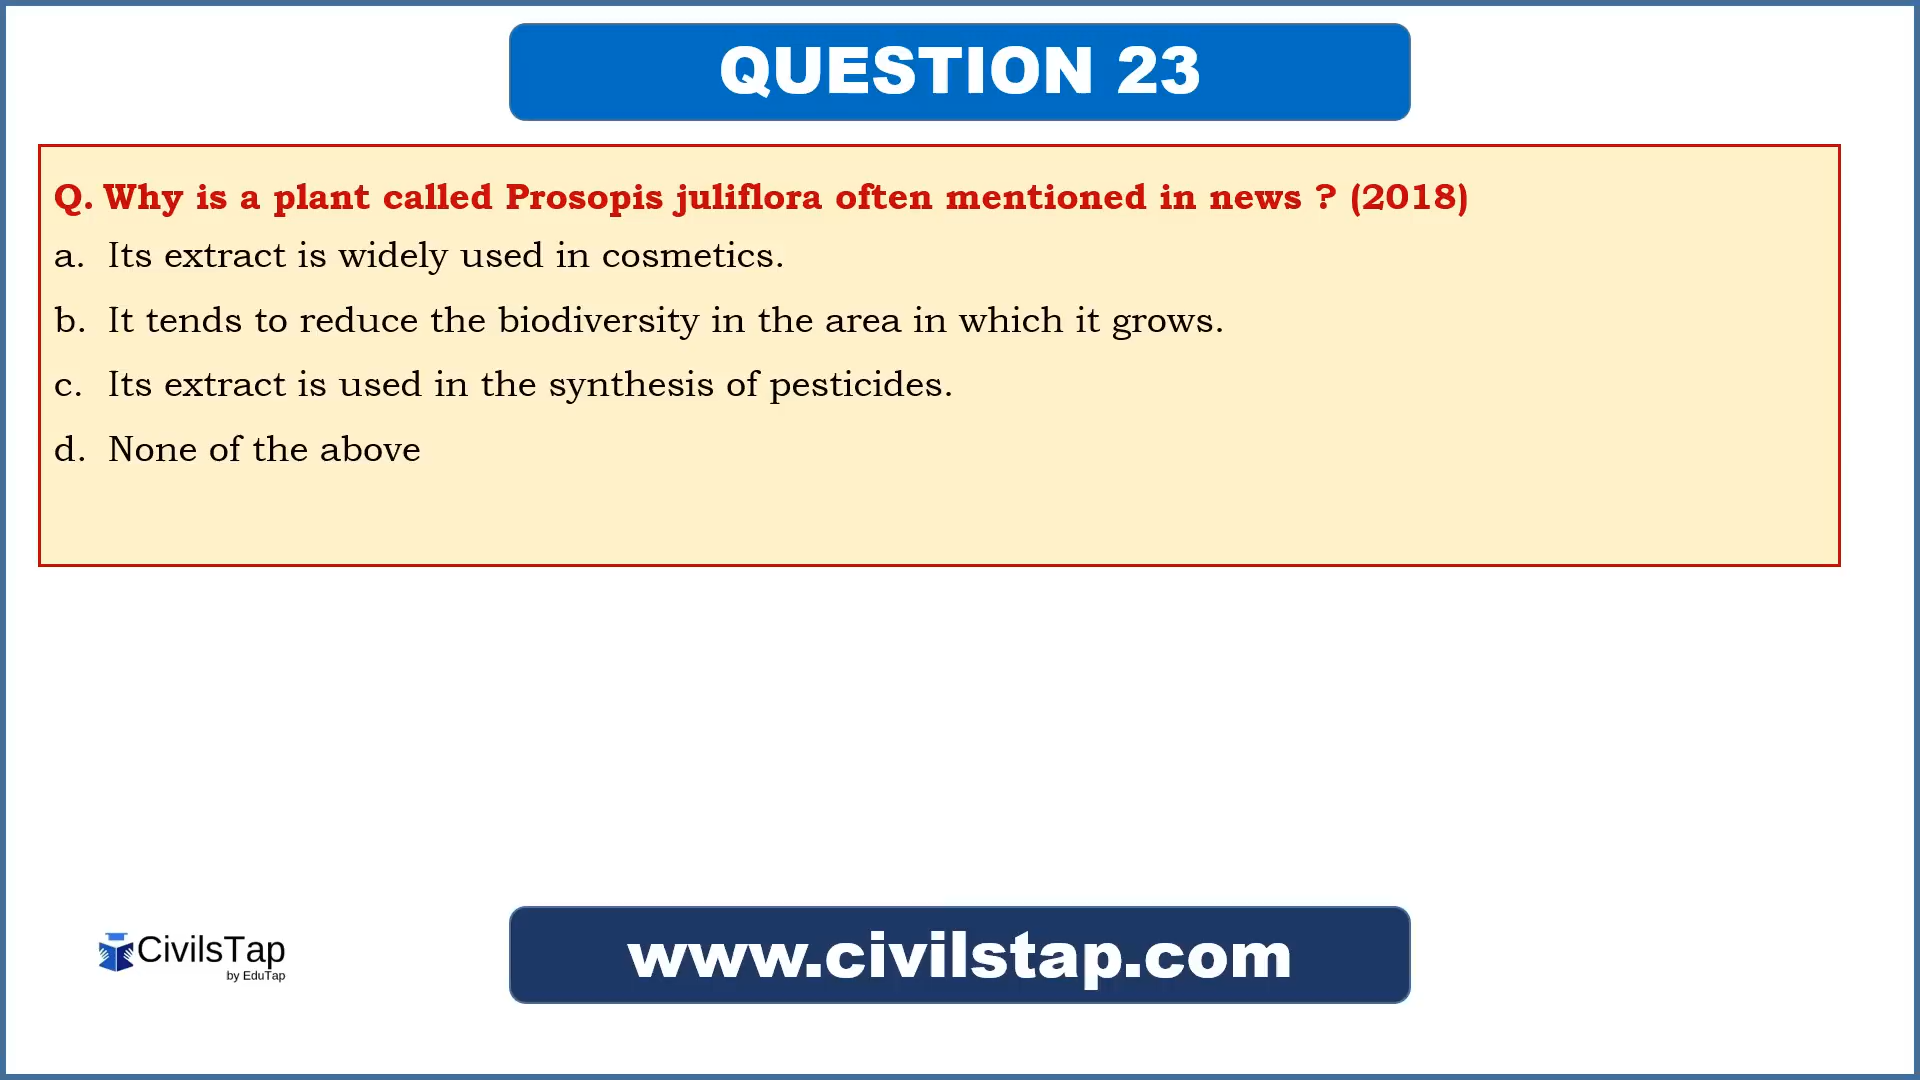 QUESTION 23
Q. Why is a plant called Prosopis juliflora often mentioned in news ? (2018)
a. Its extract is widely used in cosmetics.
b. It tends to reduce the biodiversity in the area in which it grows.
c. Its extract is used in the synthesis of pesticides.
d. None of the above
CivilsTap
by EduTap
www.civilstap.com